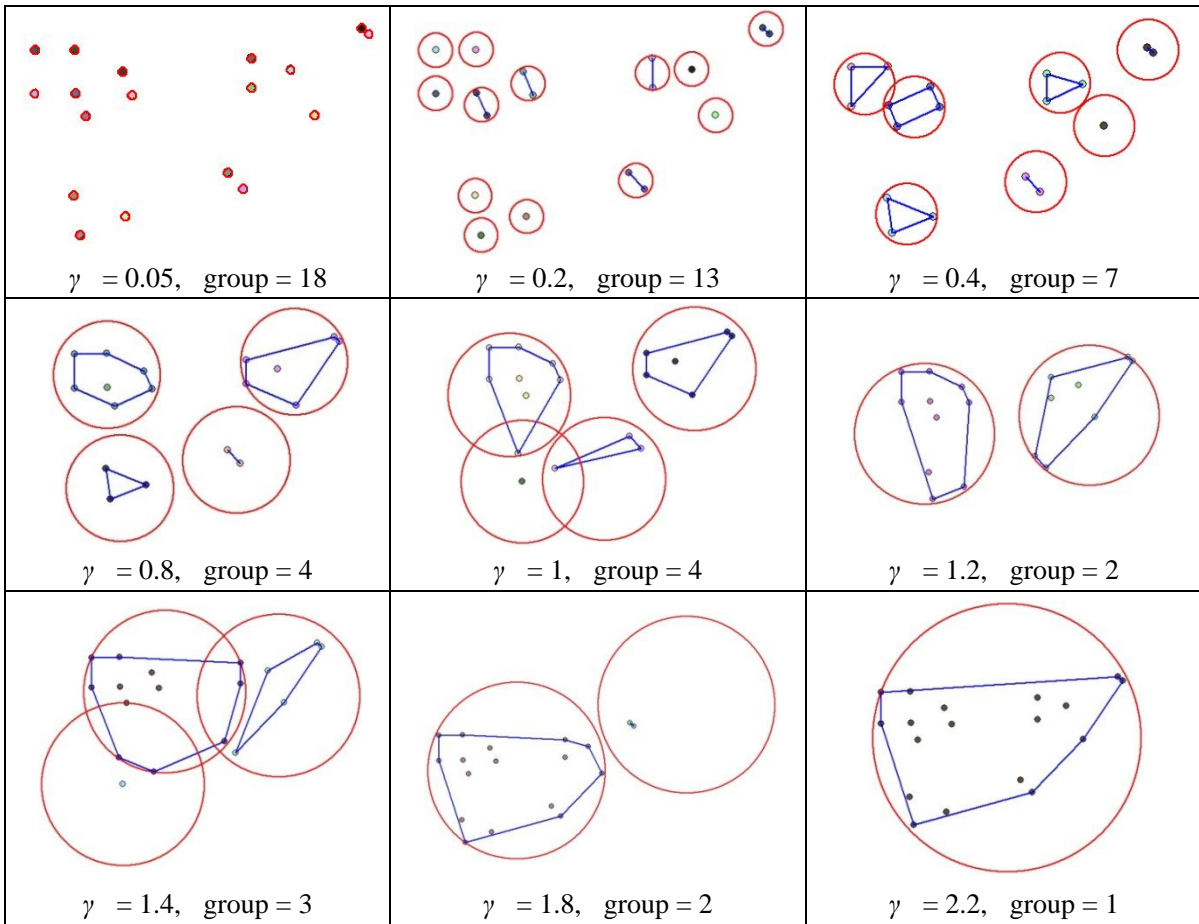 γ = 0.05, group = 18
γ = 0.2, group = 13
γ = 0.4, group = 7
γ = 0.8, group = 4
γ = 1, group = 4
γ = 1.2, group = 2
γ = 1.4, group = 3
γ = 1.8, group = 2
γ = 2.2, group = 1